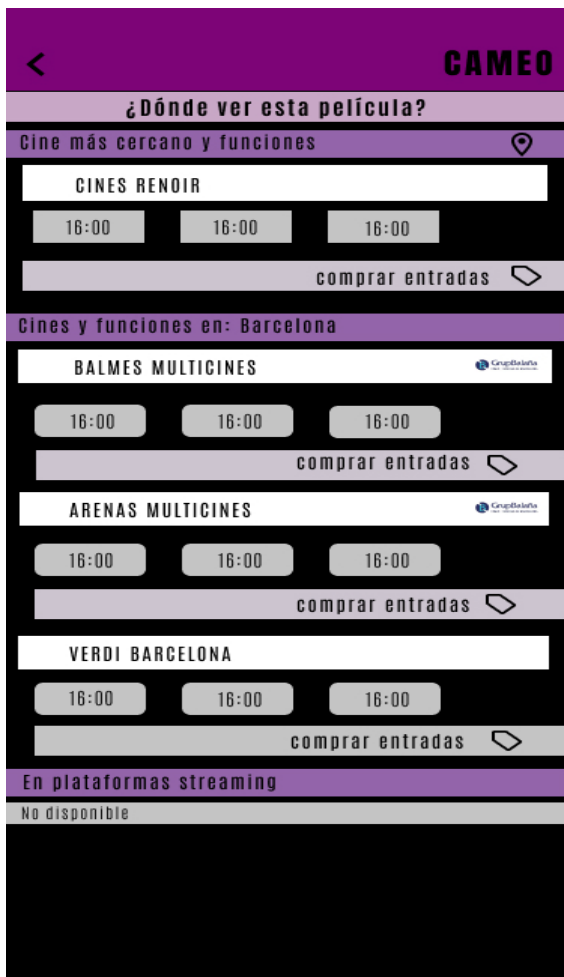 CAMEO
¿Dónde ver esta película?
Cine más cercano y funciones
CINES RENOIR
16:00 16:00 16:00
comprar entradas
Cines y funciones en: Barcelona
BALMES MULTICINES GrupBalañá
16:00 16:00 16:00
comprar entradas
ARENAS MULTICINES GrupBalañá
16:00 16:00 16:00
comprar entradas
VERDI BARCELONA
16:00 16:00 16:00
comprar entradas
En plataformas streaming
No disponible